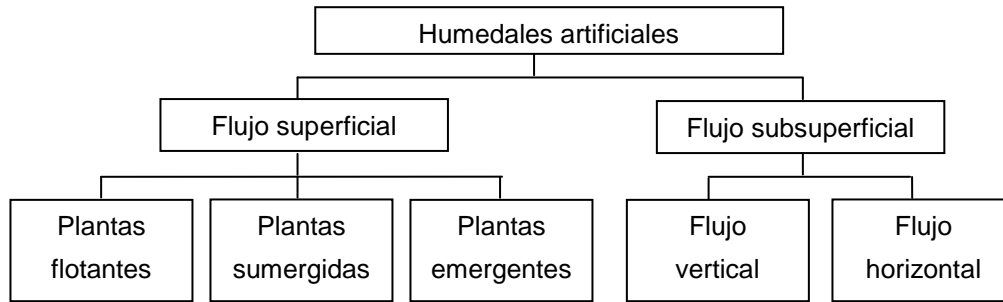 Humedales artificiales
Flujo superficial
Flujo subsuperficial
Plantas
flotantes
Plantas
sumergidas
Plantas
emergentes
Flujo
vertical
Flujo
horizontal